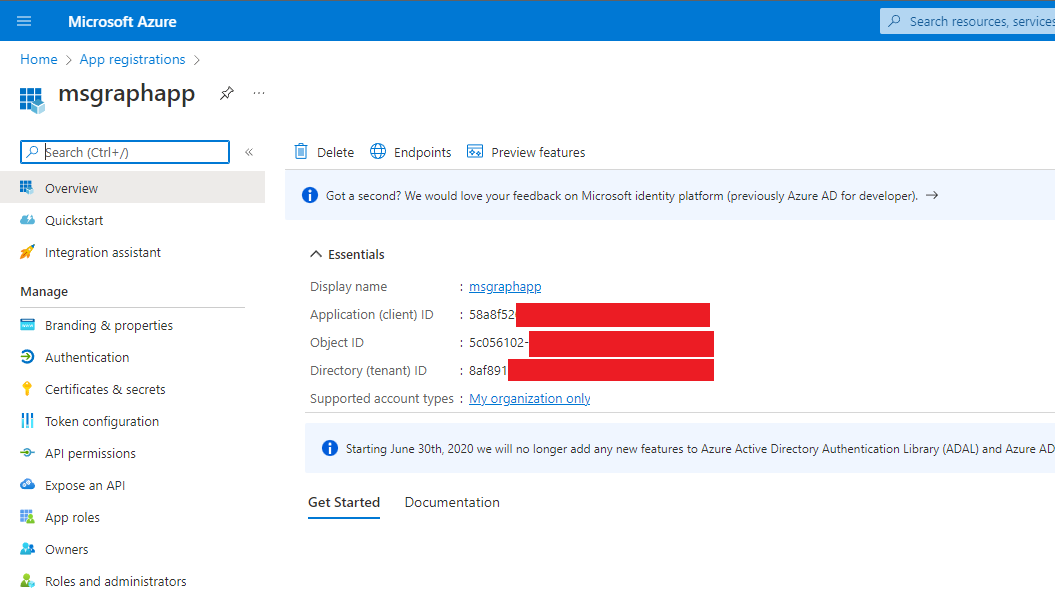 Microsoft Azure
Search resources, services
Home > App registrations >
msgraphapp
...
Search (Ctrl+/)
«
Delete Endpoints Preview features
Got a second? We would love your feedback on Microsoft identity platform (previously Azure AD for developer). →
Overview
Quickstart
Integration assistant
Manage
Branding & properties
Authentication
Certificates & secrets
Token configuration
API permissions
Expose an API
App roles
Owners
Roles and administrators
Essentials
Display name : msgraphapp
Application (client) ID : 58a8f52
Object ID : 5c056102-
Directory (tenant) ID : 8af891
Supported account types : My organization only
Starting June 30th, 2020 we will no longer add any new features to Azure Active Directory Authentication Library (ADAL) and Azure AD
Get Started Documentation